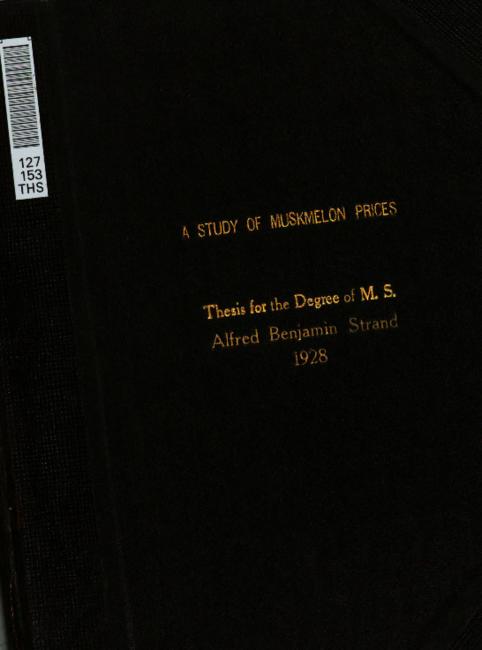 127
153
THS
A STUDY OF MUSKMELON PRICES
Thesis for the Degree of M. S.
Alfred Benjamin Strand
1928